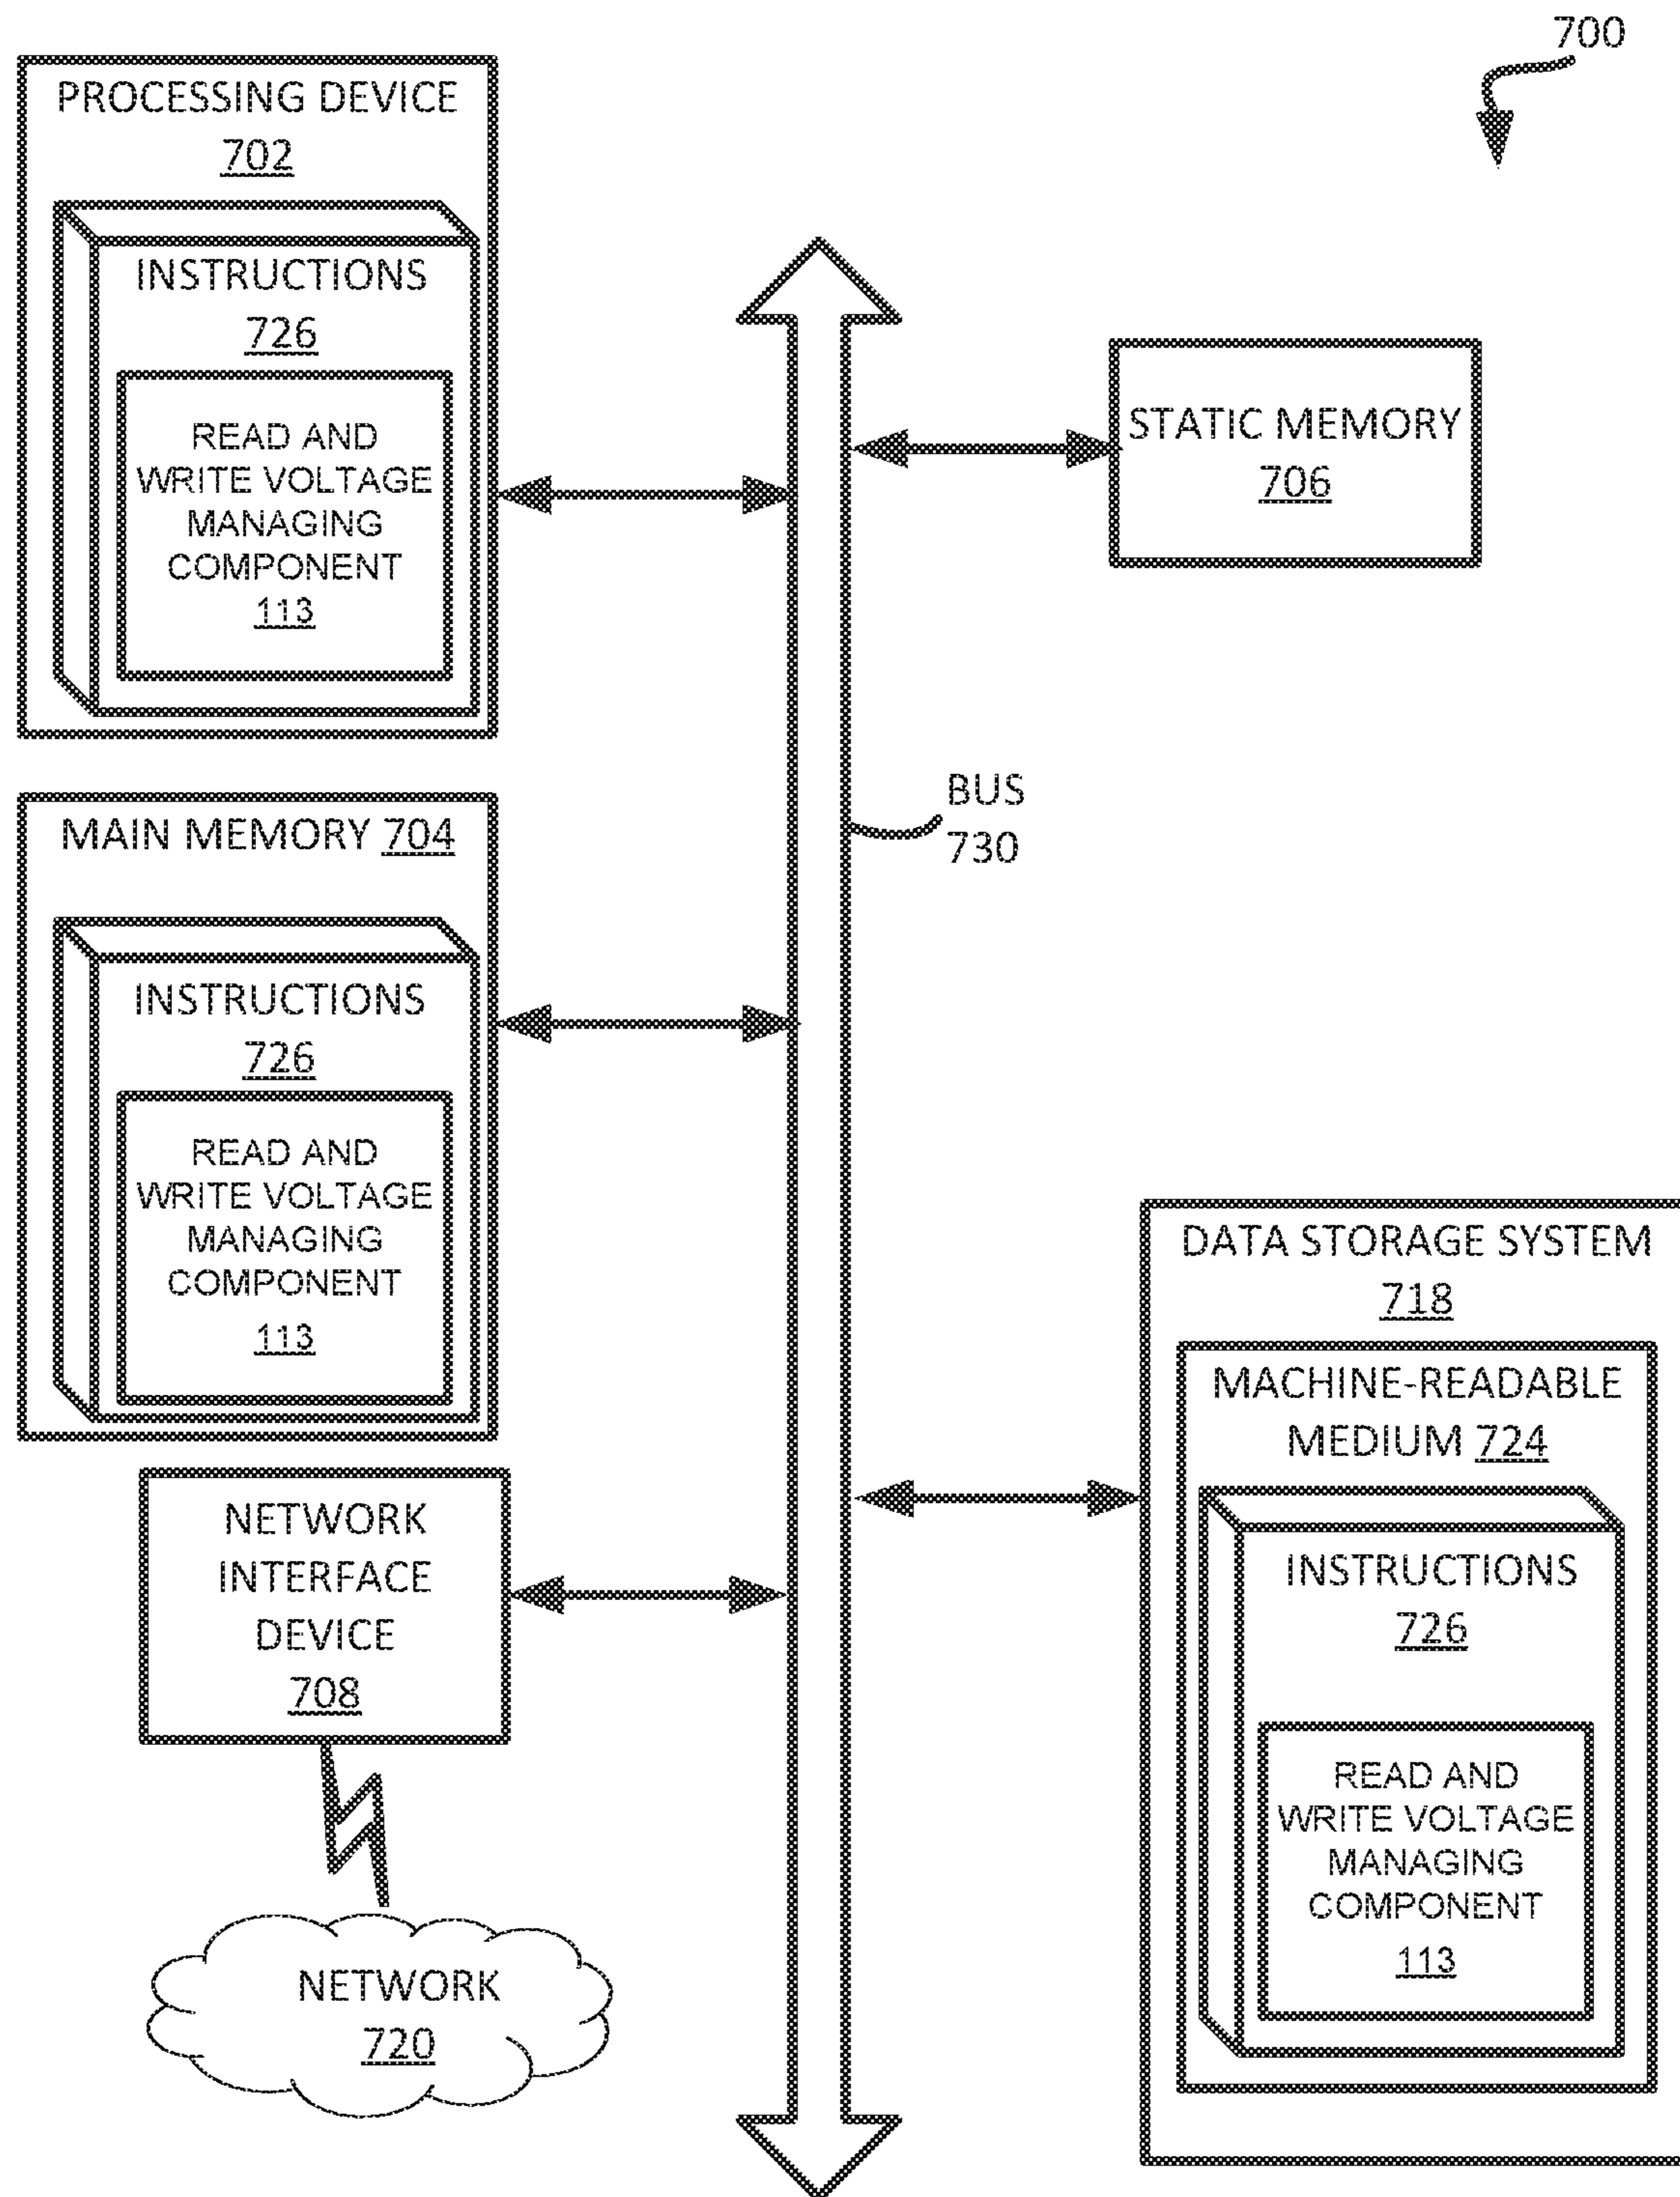 700
PROCESSING DEVICE
702
INSTRUCTIONS
726
READ AND
WRITE VOLTAGE
MANAGING
COMPONENT
113
STATIC MEMORY
706
BUS
730
MAIN MEMORY 704
INSTRUCTIONS
726
READ AND
WRITE VOLTAGE
MANAGING
COMPONENT
113
DATA STORAGE SYSTEM
718
MACHINE-READABLE
MEDIUM 724
INSTRUCTIONS
726
READ AND
WRITE VOLTAGE
MANAGING
COMPONENT
113
NETWORK
INTERFACE
DEVICE
708
NETWORK
720